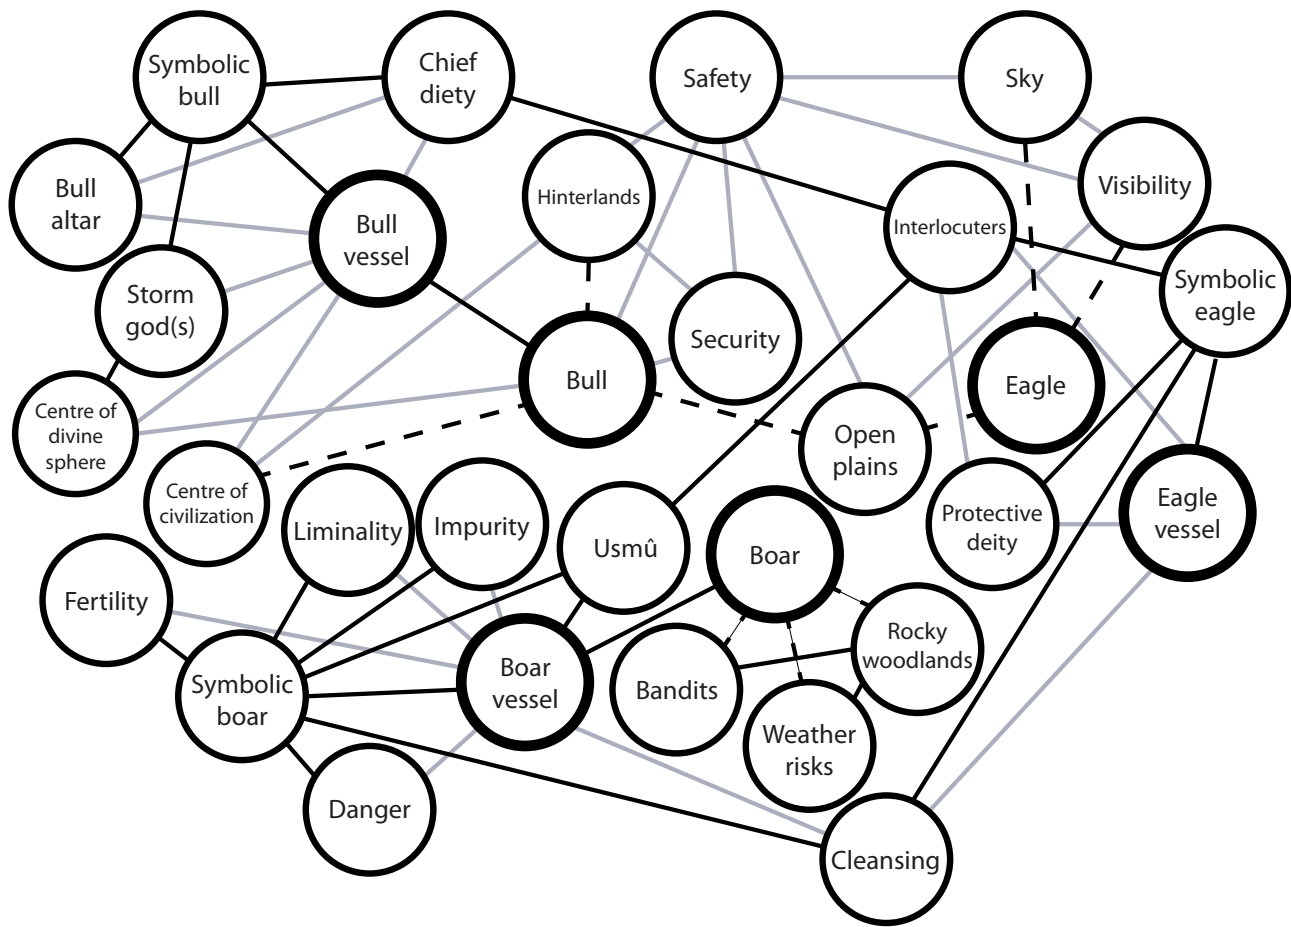 Symbolic
bull
Chief
diety
Safety
Sky
Bull
altar
Bull
vessel
Hinterlands
Interlocuters
Visibility
Symbolic
eagle
Storm
god(s)
Security
Bull
Eagle
Centre of
divine
sphere
Open
plains
Centre of
civilization
Liminality
Impurity
Usmû
Boar
Protective
deity
Eagle
vessel
Fertility
Symbolic
boar
Boar
vessel
Bandits
Rocky
woodlands
Weather
risks
Danger
Cleansing